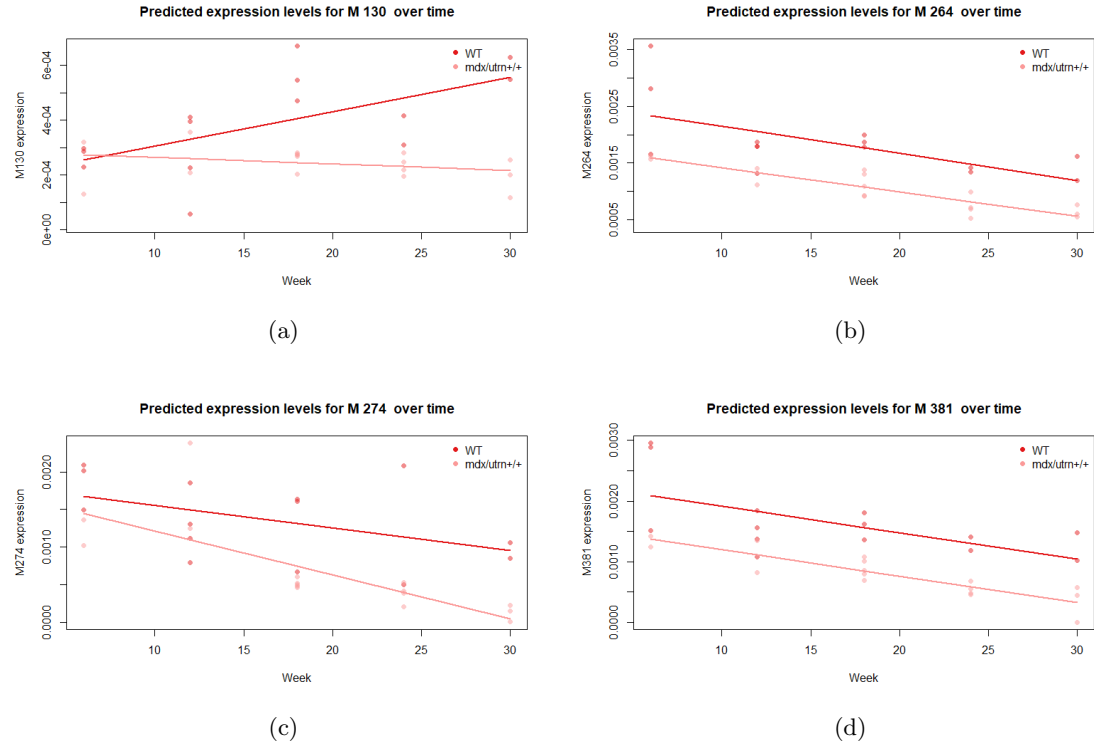 Predicted expression levels for M 130 over time
WT
mdx/utrn+/+
M130 expression
0e+00
2e-04
4e-04
6e-04
10
15
20
25
30
Week
(a)
Predicted expression levels for M 264 over time
WT
mdx/utrn+/+
M264 expression
0.0005
0.0015
0.0025
0.0035
10
15
20
25
30
Week
(b)
Predicted expression levels for M 274 over time
WT
mdx/utrn+/+
M274 expression
0.0000
0.0010
0.0020
10
15
20
25
30
Week
(c)
Predicted expression levels for M 381 over time
WT
mdx/utrn+/+
M381 expression
0.0000
0.0010
0.0020
0.0030
10
15
20
25
30
Week
(d)